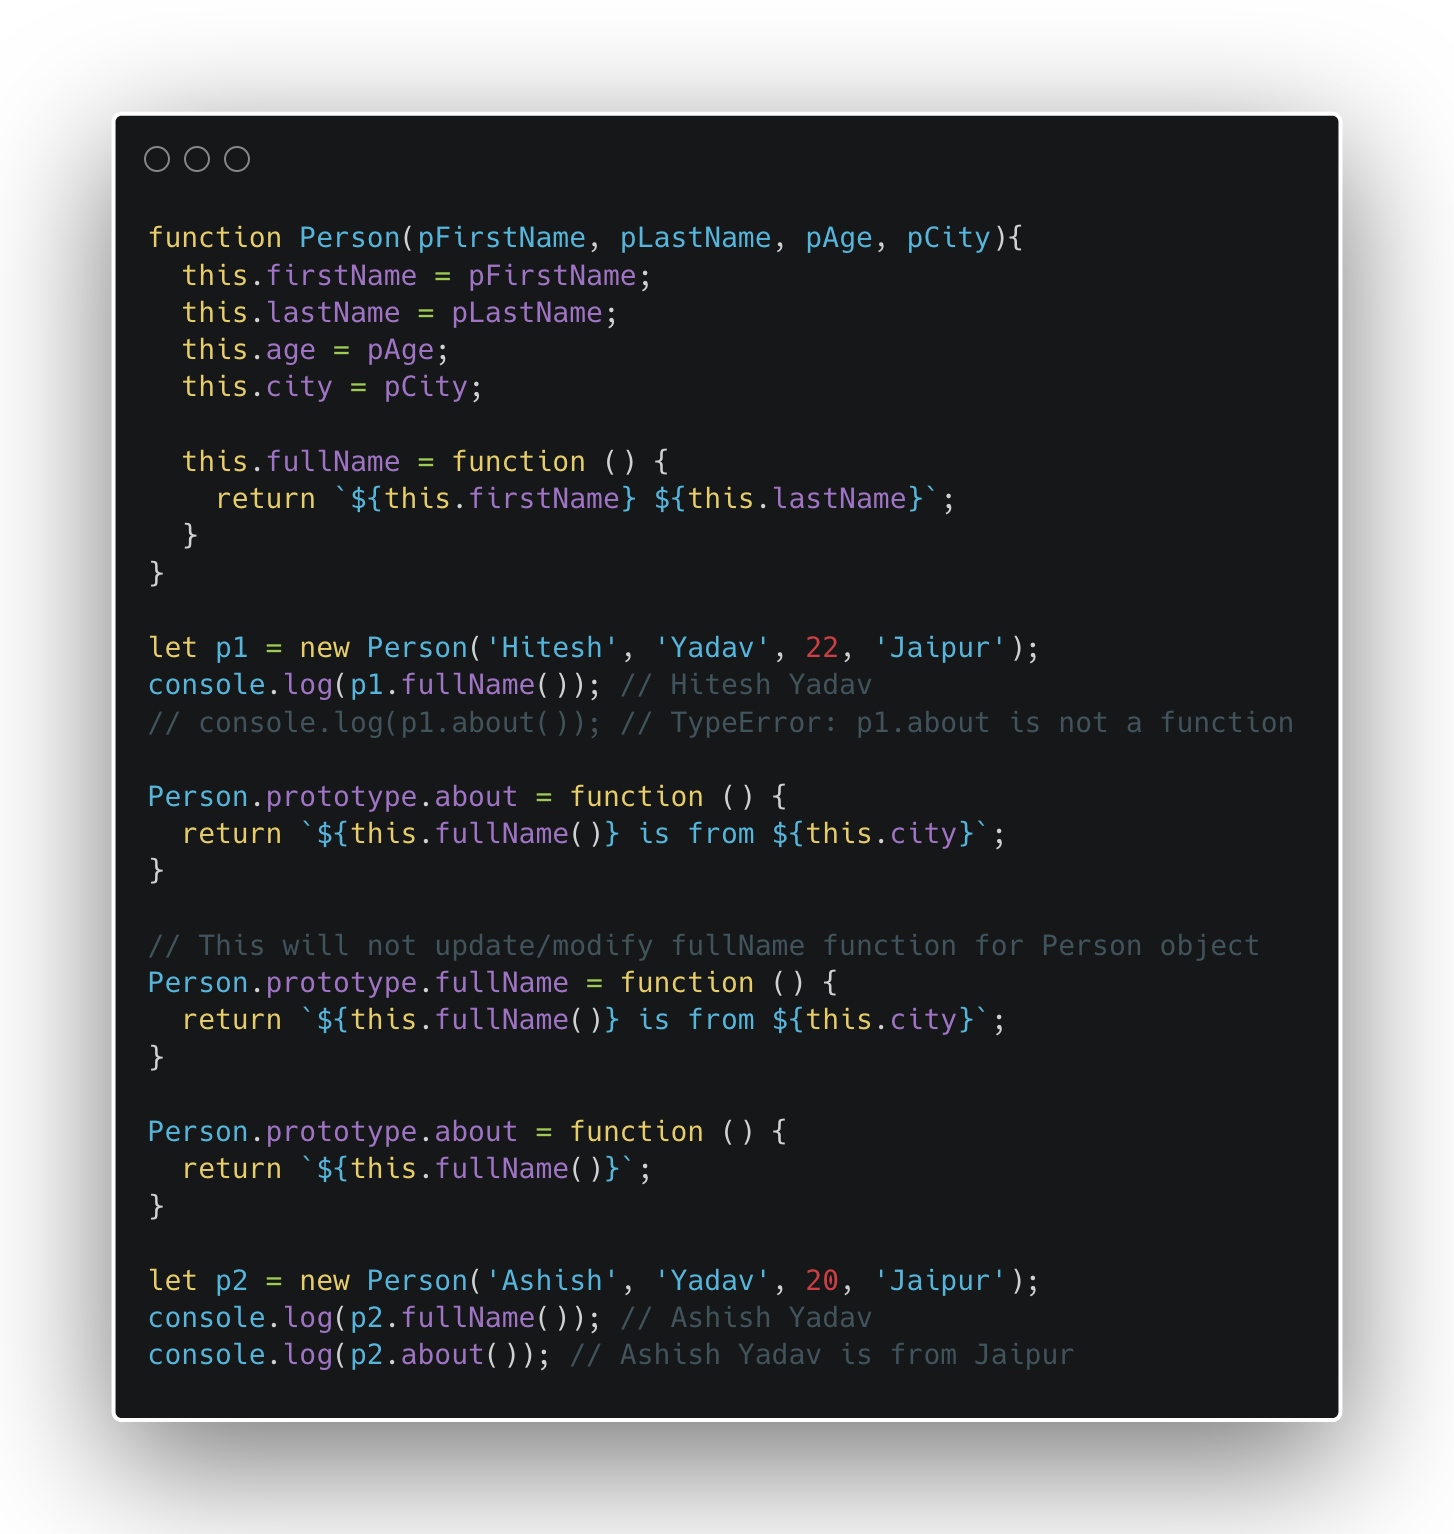 function Person(pFirstName, pLastName, pAge, pCity){
  this.firstName = pFirstName;
  this.lastName = pLastName;
  this.age = pAge;
  this.city = pCity;

  this.fullName = function () {
    return `${this.firstName} ${this.lastName}`;
  }
}

let p1 = new Person('Hitesh', 'Yadav', 22, 'Jaipur');
console.log(p1.fullName()); // Hitesh Yadav
// console.log(p1.about()); // TypeError: p1.about is not a function

Person.prototype.about = function () {
  return `${this.fullName()} is from ${this.city}`;
}

// This will not update/modify fullName function for Person object
Person.prototype.fullName = function () {
  return `${this.fullName()} is from ${this.city}`;
}

Person.prototype.about = function () {
  return `${this.fullName()}`;
}

let p2 = new Person('Ashish', 'Yadav', 20, 'Jaipur');
console.log(p2.fullName()); // Ashish Yadav
console.log(p2.about()); // Ashish Yadav is from Jaipur